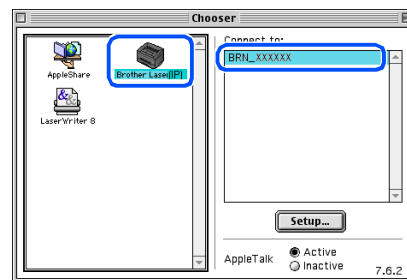 Chooser
Connect to:
AppleShare
Brother Laser(IP)
BRN_XXXXXX
LaserWriter 8
Setup...
AppleTalk
Active
Inactive
7.6.2